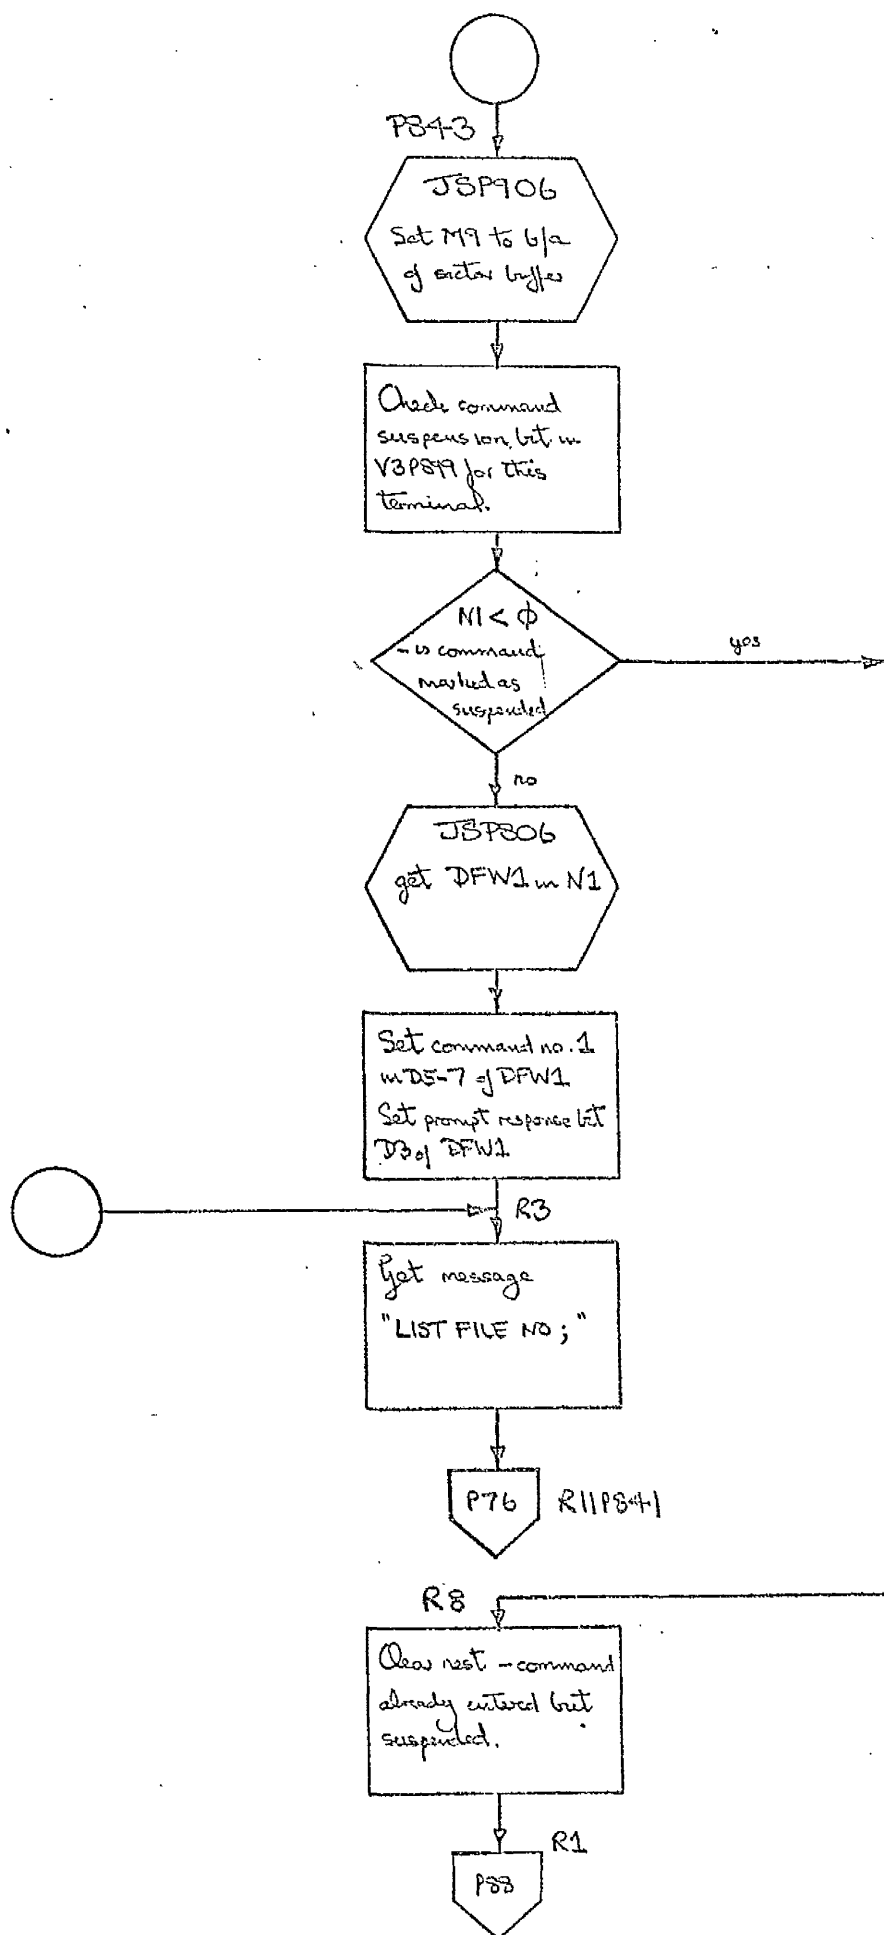 P84-3
JSP906
Set M9 to b/a
of sector buffer
Check command
suspension bit in
V3P899 for this
terminal.
N1 < Φ
- is command
marked as
suspended
yes
no
JSP806
get DFW1 in N1
Set command no. 1
in D5-7 of DFW1
Set prompt response bit
D3 of DFW1
R3
Get message
"LIST FILE NO ; "
P76
R11P841
R8
Clear nest - command
already entered but
suspended.
R1
P88